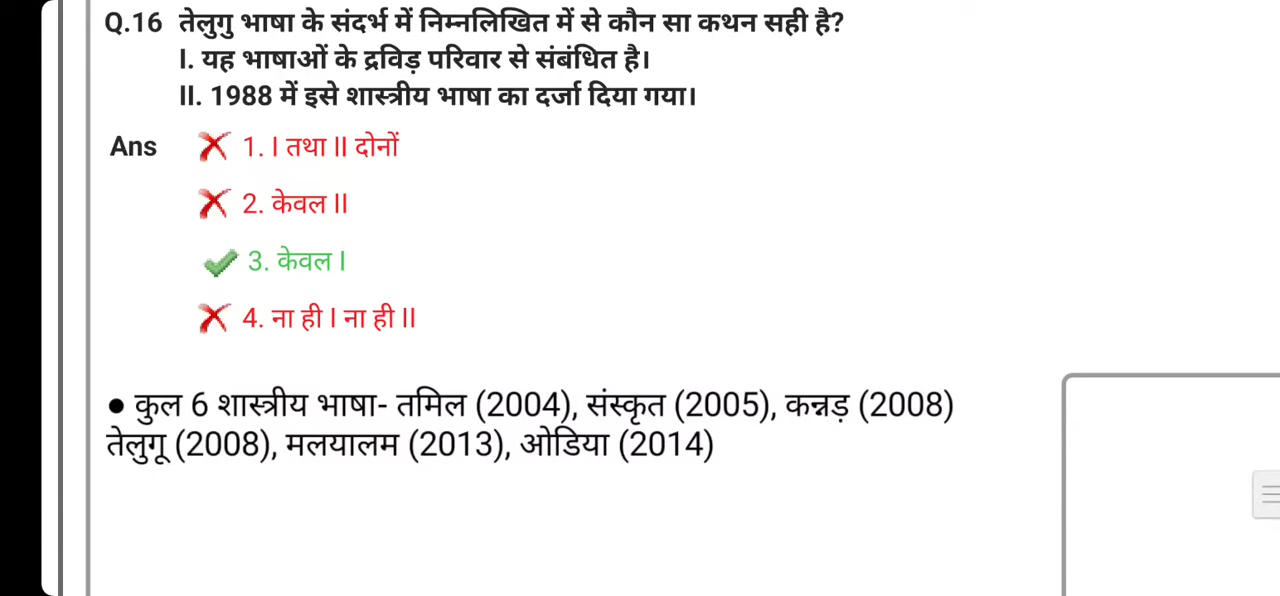 Q.16 तेलुगु भाषा के संदर्भ में निम्नलिखित में से कौन सा कथन सही है?
I. यह भाषाओं के द्रविड़ परिवार से संबंधित है।
II. 1988 में इसे शास्त्रीय भाषा का दर्जा दिया गया।
Ans 1. I तथा II दोनों
2. केवल II
3. केवल I
4. ना ही I ना ही II
● कुल 6 शास्त्रीय भाषा- तमिल (2004), संस्कृत (2005), कन्नड़ (2008)
तेलुगू (2008), मलयालम (2013), ओडिया (2014)